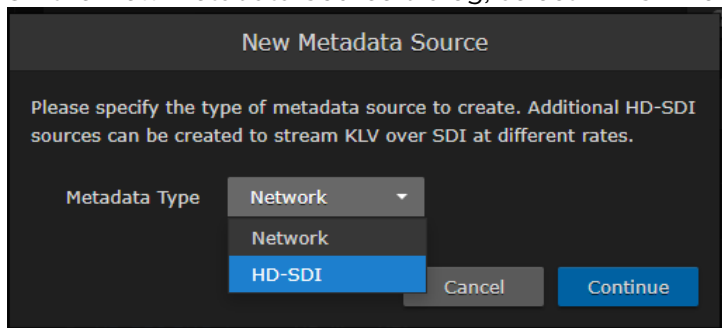 New Metadata Source
Please specify the type of metadata source to create. Additional HD-SDI
sources can be created to stream KLV over SDI at different rates.
Metadata Type Network
Network
HD-SDI
Cancel Continue